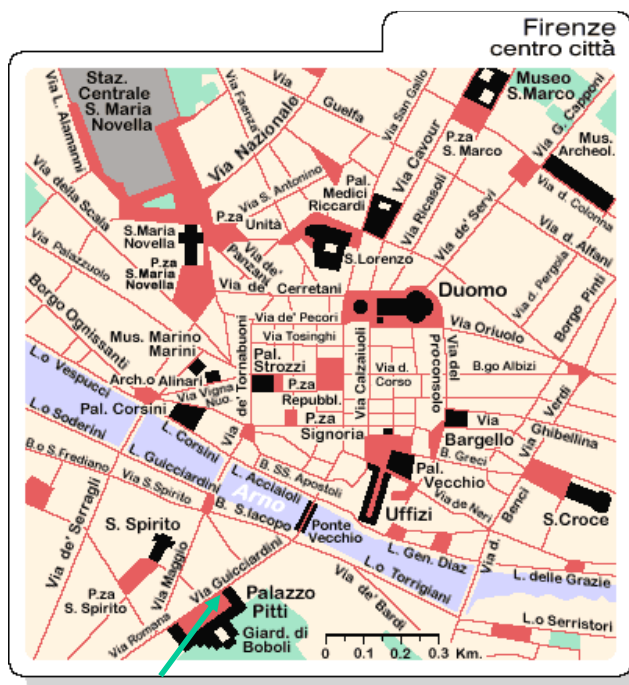 Firenze
centro città
Staz.
Centrale
S. Maria
Novella
Via L. Alamanni
Via Faenza
Via Nazionale
Via
Guelfa
Via San Gallo
Museo
S.Marco
P.za
S. Marco
Via G. Capponi
Mus.
Archeol.
Via d. Colonna
Via Cavour
Via Ricasoli
Via de' Servi
Via d. Alfani
Via d. Pergola
Borgo Pinti
Pal.
Medici
Riccardi
Via S. Antonino
S.Lorenzo
P.za
Unità
Via de'
Panzani
Via della Scala
Via Palazzuolo
S.Maria
Novella
P.za
S.Maria
Novella
Borgo Ognissanti
Via de' Cerretani
Duomo
Via de' Pecori
Via Tosinghi
Via Oriuolo
B.go Albizi
Mus. Marino
Marini
Arch.o Alinari
Via Vigna
Nuo.
Via de' Tornabuoni
Pal.
Strozzi
P.za
Repubbl.
Via Calzaiuoli
Via d.
Corso
Via del
Proconsolo
P.za
Signoria
Via
Bargello
Ghibellina
B. Greci
Via Verdi
L.o Vespucci
L.o Soderini
Pal. Corsini
L. Corsini
L. Guicciardini
L. Acciaioli
B. SS. Apostoli
Arno
B.o S.Frediano
Via S.Spirito
B. S.Iacopo
Ponte
Vecchio
Pal.
Vecchio
Uffizi
Via de Neri
Via d. Benci
S.Croce
L. Gen. Diaz
L. delle Grazie
L.o Torrigiani
L.o Serristori
Via de' Serragli
S. Spirito
P.za
S. Spirito
Via Maggio
Via Guicciardini
Via Romana
Palazzo
Pitti
Giard. di
Boboli
Via de' Bardi
0 0.1 0.2 0.3 Km.